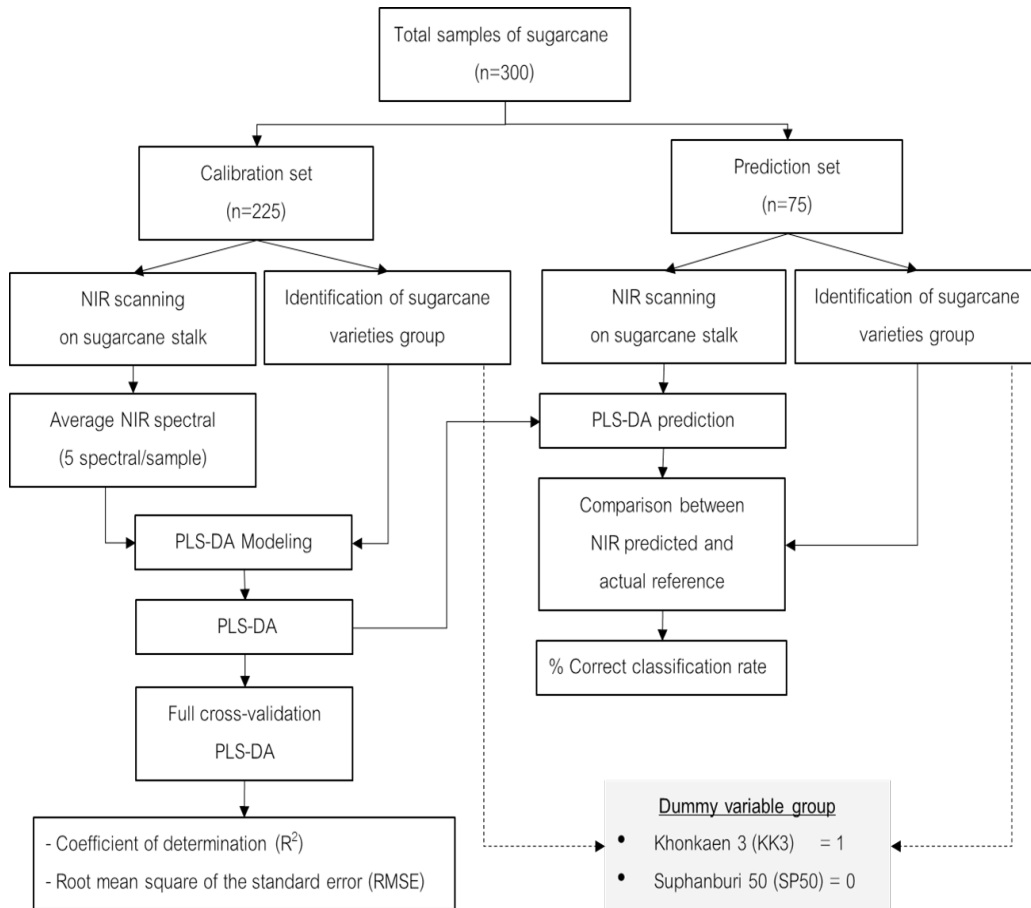 Total samples of sugarcane
(n=300)
Calibration set
(n=225)
Prediction set
(n=75)
NIR scanning
on sugarcane stalk
Identification of sugarcane
varieties group
NIR scanning
on sugarcane stalk
Identification of sugarcane
varieties group
Average NIR spectral
(5 spectral/sample)
PLS-DA prediction
PLS-DA Modeling
Comparison between
NIR predicted and
actual reference
PLS-DA
% Correct classification rate
Full cross-validation
PLS-DA
- Coefficient of determination (R²)
- Root mean square of the standard error (RMSE)
Dummy variable group
• Khonkaen 3 (KK3) = 1
• Suphanburi 50 (SP50) = 0